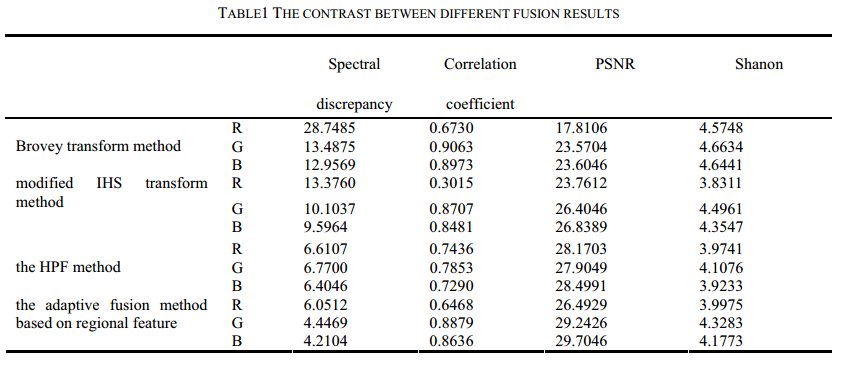 TABLE1 THE CONTRAST BETWEEN DIFFERENT FUSION RESULTS
Spectral discrepancy Correlation coefficient PSNR Shanon
Brovey transform method R 28.7485 0.6730 17.8106 4.5748
G 13.4875 0.9063 23.5704 4.6634
B 12.9569 0.8973 23.6046 4.6441
modified IHS transform method R 13.3760 0.3015 23.7612 3.8311
G 10.1037 0.8707 26.4046 4.4961
B 9.5964 0.8481 26.8389 4.3547
the HPF method R 6.6107 0.7436 28.1703 3.9741
G 6.7700 0.7853 27.9049 4.1076
B 6.4046 0.7290 28.4991 3.9233
the adaptive fusion method based on regional feature R 6.0512 0.6468 26.4929 3.9975
G 4.4469 0.8879 29.2426 4.3283
B 4.2104 0.8636 29.7046 4.1773